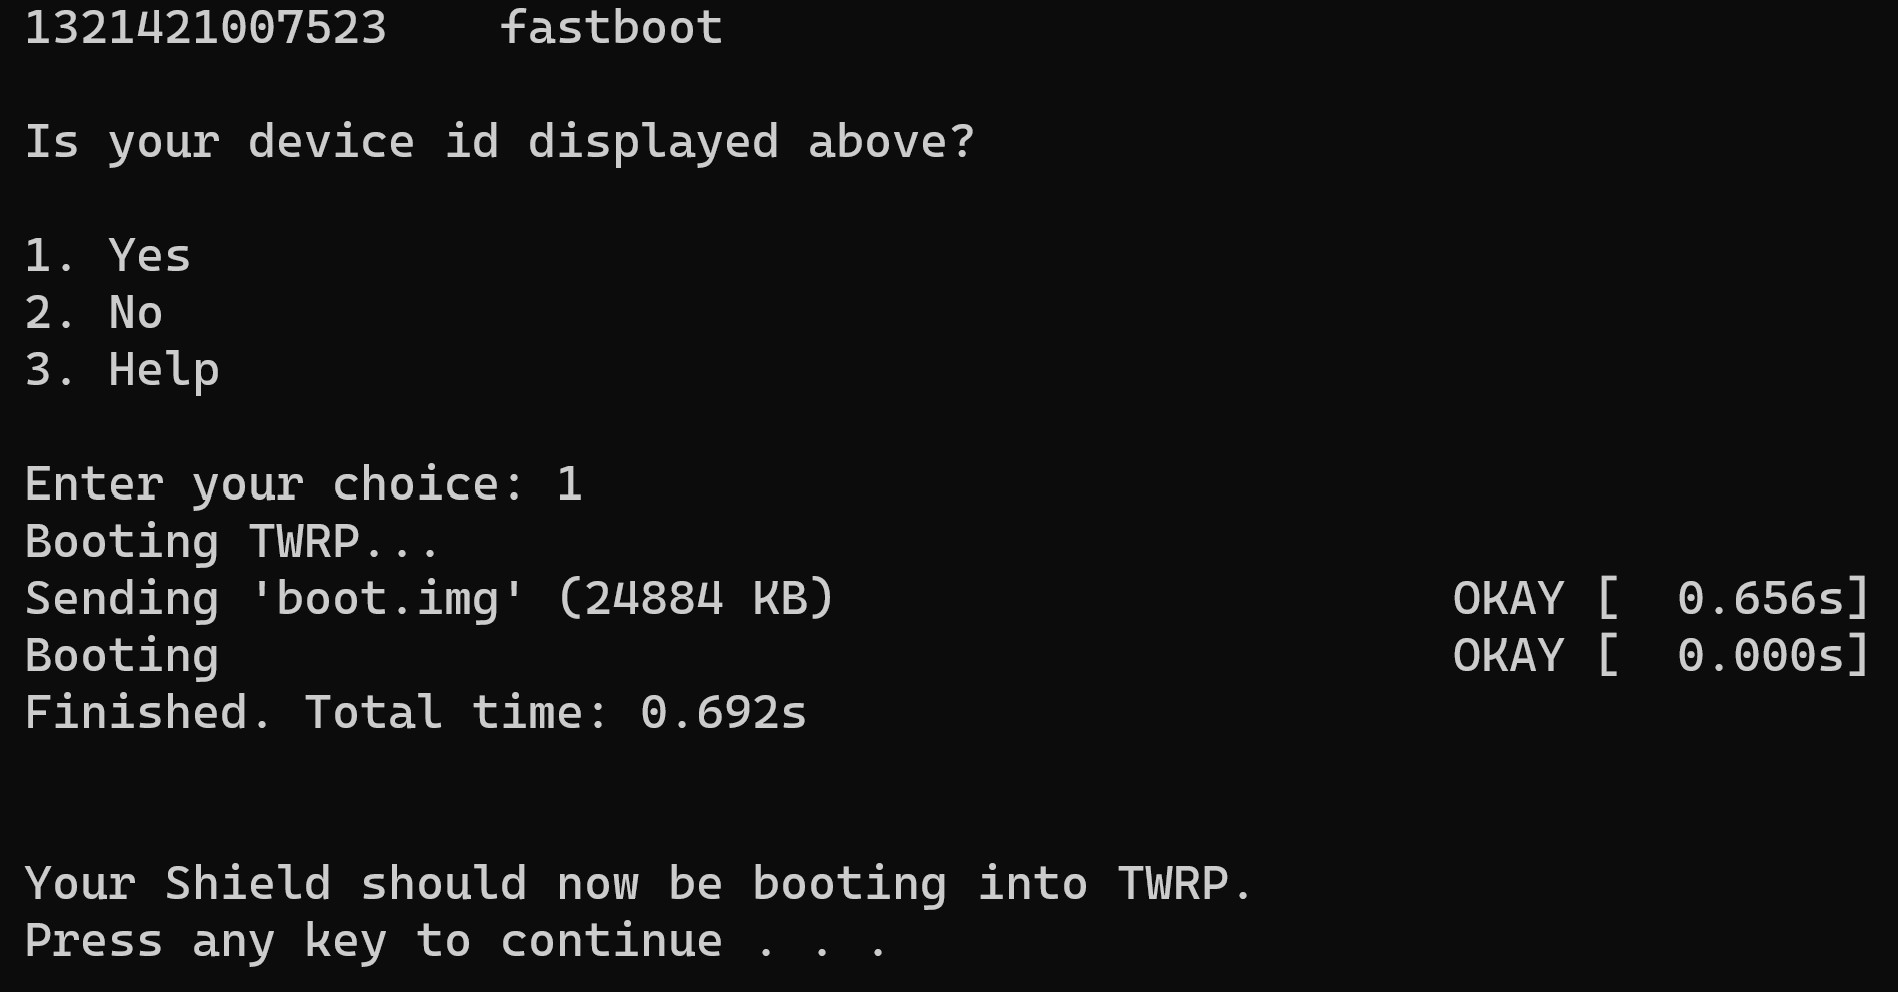 1321421007523    fastboot
Is your device id displayed above?
1. Yes
2. No
3. Help
Enter your choice: 1
Booting TWRP...
Sending 'boot.img' (24884 KB)                      OKAY [  0.656s]
Booting                                            OKAY [  0.000s]
Finished. Total time: 0.692s
Your Shield should now be booting into TWRP.
Press any key to continue . . .